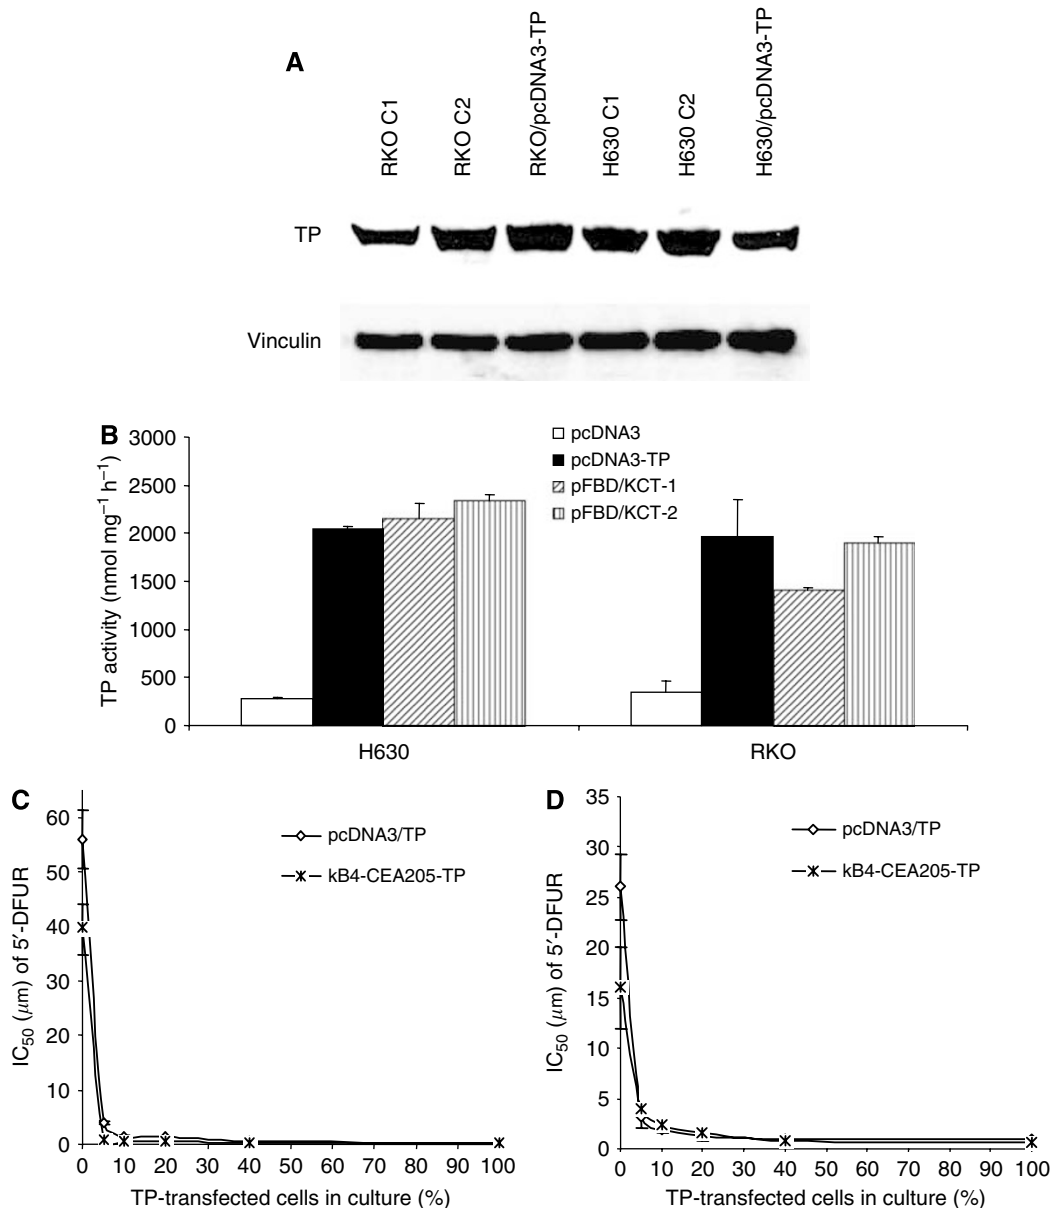 A
RKO C1
RKO C2
RKO/pcDNA3-TP
H630 C1
H630 C2
H630/pcDNA3-TP
TP
Vinculin
B
TP activity (nmol mg⁻¹ h⁻¹)
3000
2500
2000
1500
1000
500
0
pcDNA3
pcDNA3-TP
pFBD/KCT-1
pFBD/KCT-2
H630
RKO
C
IC₅₀ (μm) of 5′-DFUR
60
50
40
30
20
10
0
pcDNA3/TP
kB4-CEA205-TP
0 10 20 30 40 50 60 70 80 90 100
TP-transfected cells in culture (%)
D
IC₅₀ (μm) of 5′-DFUR
35
30
25
20
15
10
5
0
pcDNA3/TP
kB4-CEA205-TP
0 10 20 30 40 50 60 70 80 90 100
TP-transfected cells in culture (%)